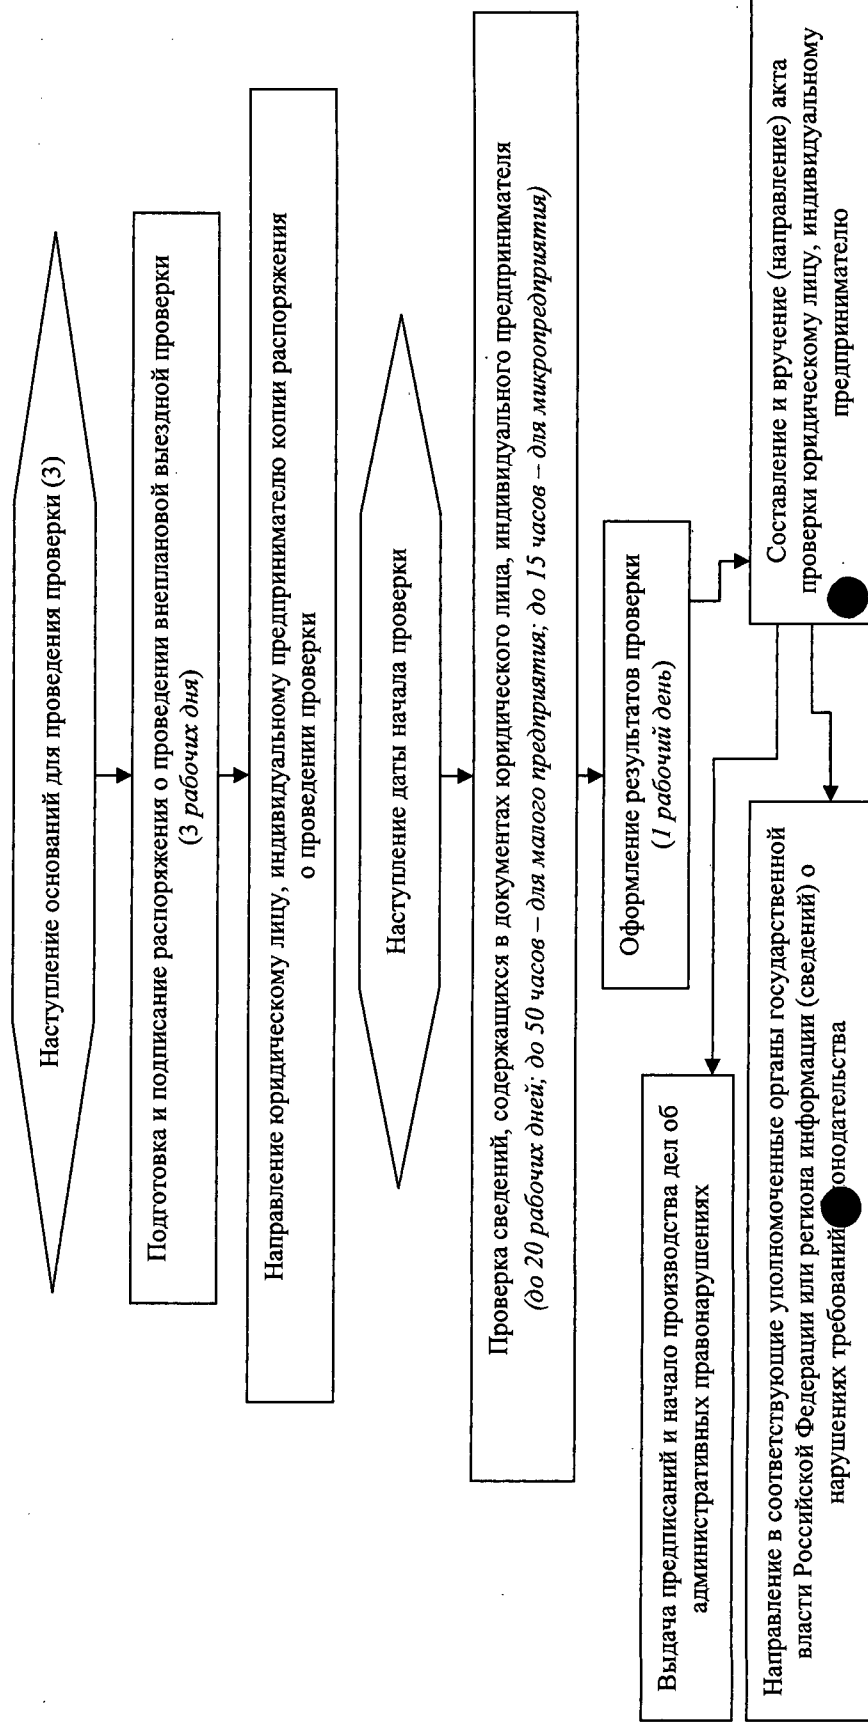 Наступление оснований для проведения проверки (3)
Подготовка и подписание распоряжения о проведении внеплановой выездной проверки
(3 рабочих дня)
Направление юридическому лицу, индивидуальному предпринимателю копии распоряжения
о проведении проверки
Наступление даты начала проверки
Проверка сведений, содержащихся в документах юридического лица, индивидуального предпринимателя
(до 20 рабочих дней; до 50 часов – для малого предприятия; до 15 часов – для микропредприятия)
Оформление результатов проверки
(1 рабочий день)
Составление и вручение (направление) акта
проверки юридическому лицу, индивидуальному
предпринимателю
Выдача предписаний и начало производства дел об
административных правонарушениях
Направление в соответствующие уполномоченные органы государственной
власти Российской Федерации или региона информации (сведений) о
нарушениях требований